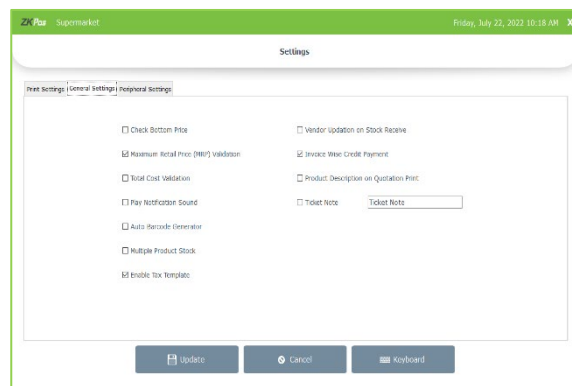 ZKPos Supermarket Friday, July 22, 2022 10:18 AM X
Settings
Print Settings General Settings Peripheral Settings
Check Bottom Price Vendor Updation on Stock Receive
Maximum Retail Price (MRP) Validation Invoice Wise Credit Payment
Total Cost Validation Product Description on Quotation Print
Pay Notification Sound Ticket Note Ticket Note
Auto Barcode Generator
Multiple Product Stock
Enable Tax Template
Update Cancel Keyboard